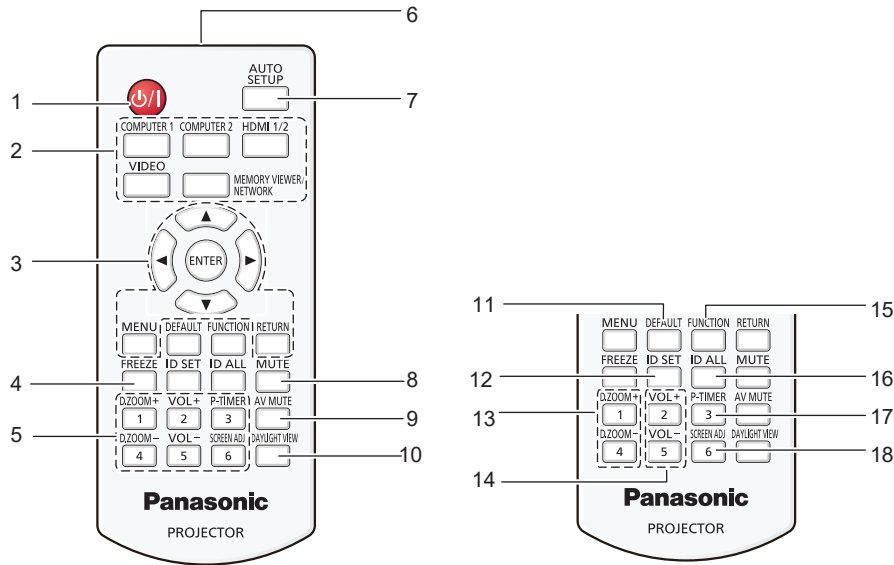 6
AUTO
SETUP
1
⏻/I
7
COMPUTER 1 COMPUTER 2 HDMI 1/2
2
VIDEO
MEMORY VIEWER/
NETWORK
3
ENTER
MENU DEFAULT FUNCTION RETURN
FREEZE ID SET ID ALL MUTE
4
8
D.ZOOM+ VOL+ P-TIMER AV MUTE
1 2 3
9
5
D.ZOOM− VOL− SCREEN ADJ DAYLIGHT VIEW
4 5 6
10
Panasonic
PROJECTOR
11
15
MENU DEFAULT FUNCTION RETURN
FREEZE ID SET ID ALL MUTE
12
16
D.ZOOM+ VOL+ P-TIMER AV MUTE
13
1 2 3
17
D.ZOOM− VOL− SCREEN ADJ DAYLIGHT VIEW
4 5 6
18
14
Panasonic
PROJECTOR